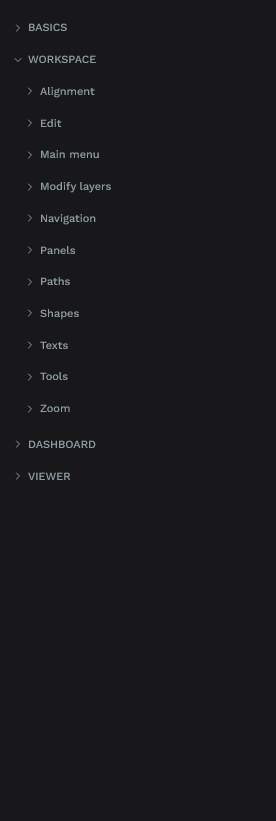 BASICS
WORKSPACE
Alignment
Edit
Main menu
Modify layers
Navigation
Panels
Paths
Shapes
Texts
Tools
Zoom
DASHBOARD
VIEWER